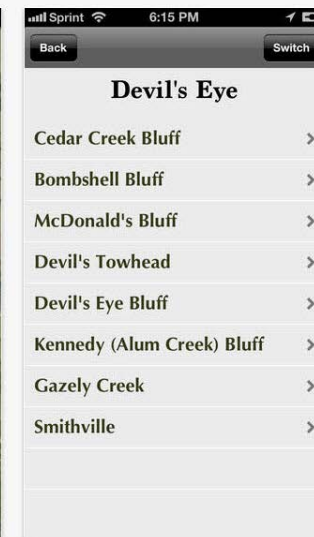 Sprint 6:15 PM
Back Switch
Devil's Eye
Cedar Creek Bluff
Bombshell Bluff
McDonald's Bluff
Devil's Towhead
Devil's Eye Bluff
Kennedy (Alum Creek) Bluff
Gazely Creek
Smithville